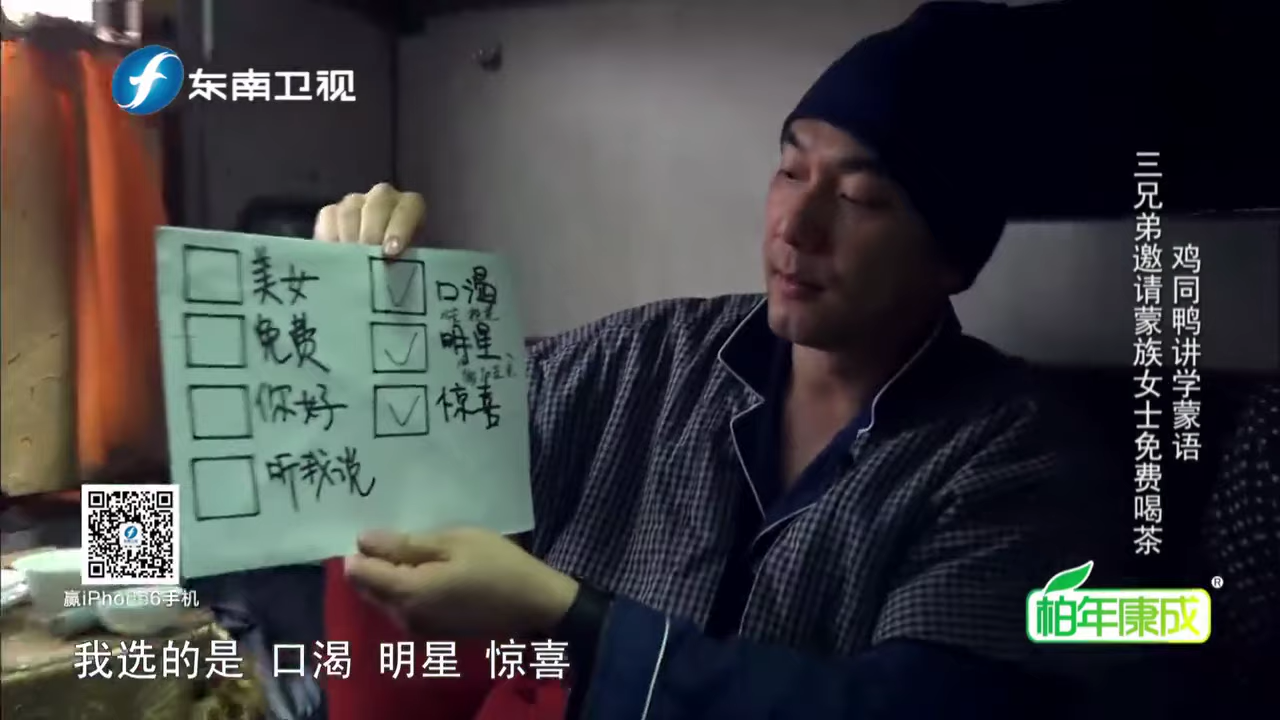 东南卫视
美女
口渴
免费
明星
你好
惊喜
听我说
鸡同鸭讲学蒙语
三兄弟邀请蒙族女士免费喝茶
赢iPhone6手机
柏年康成®
我选的是 口渴 明星 惊喜